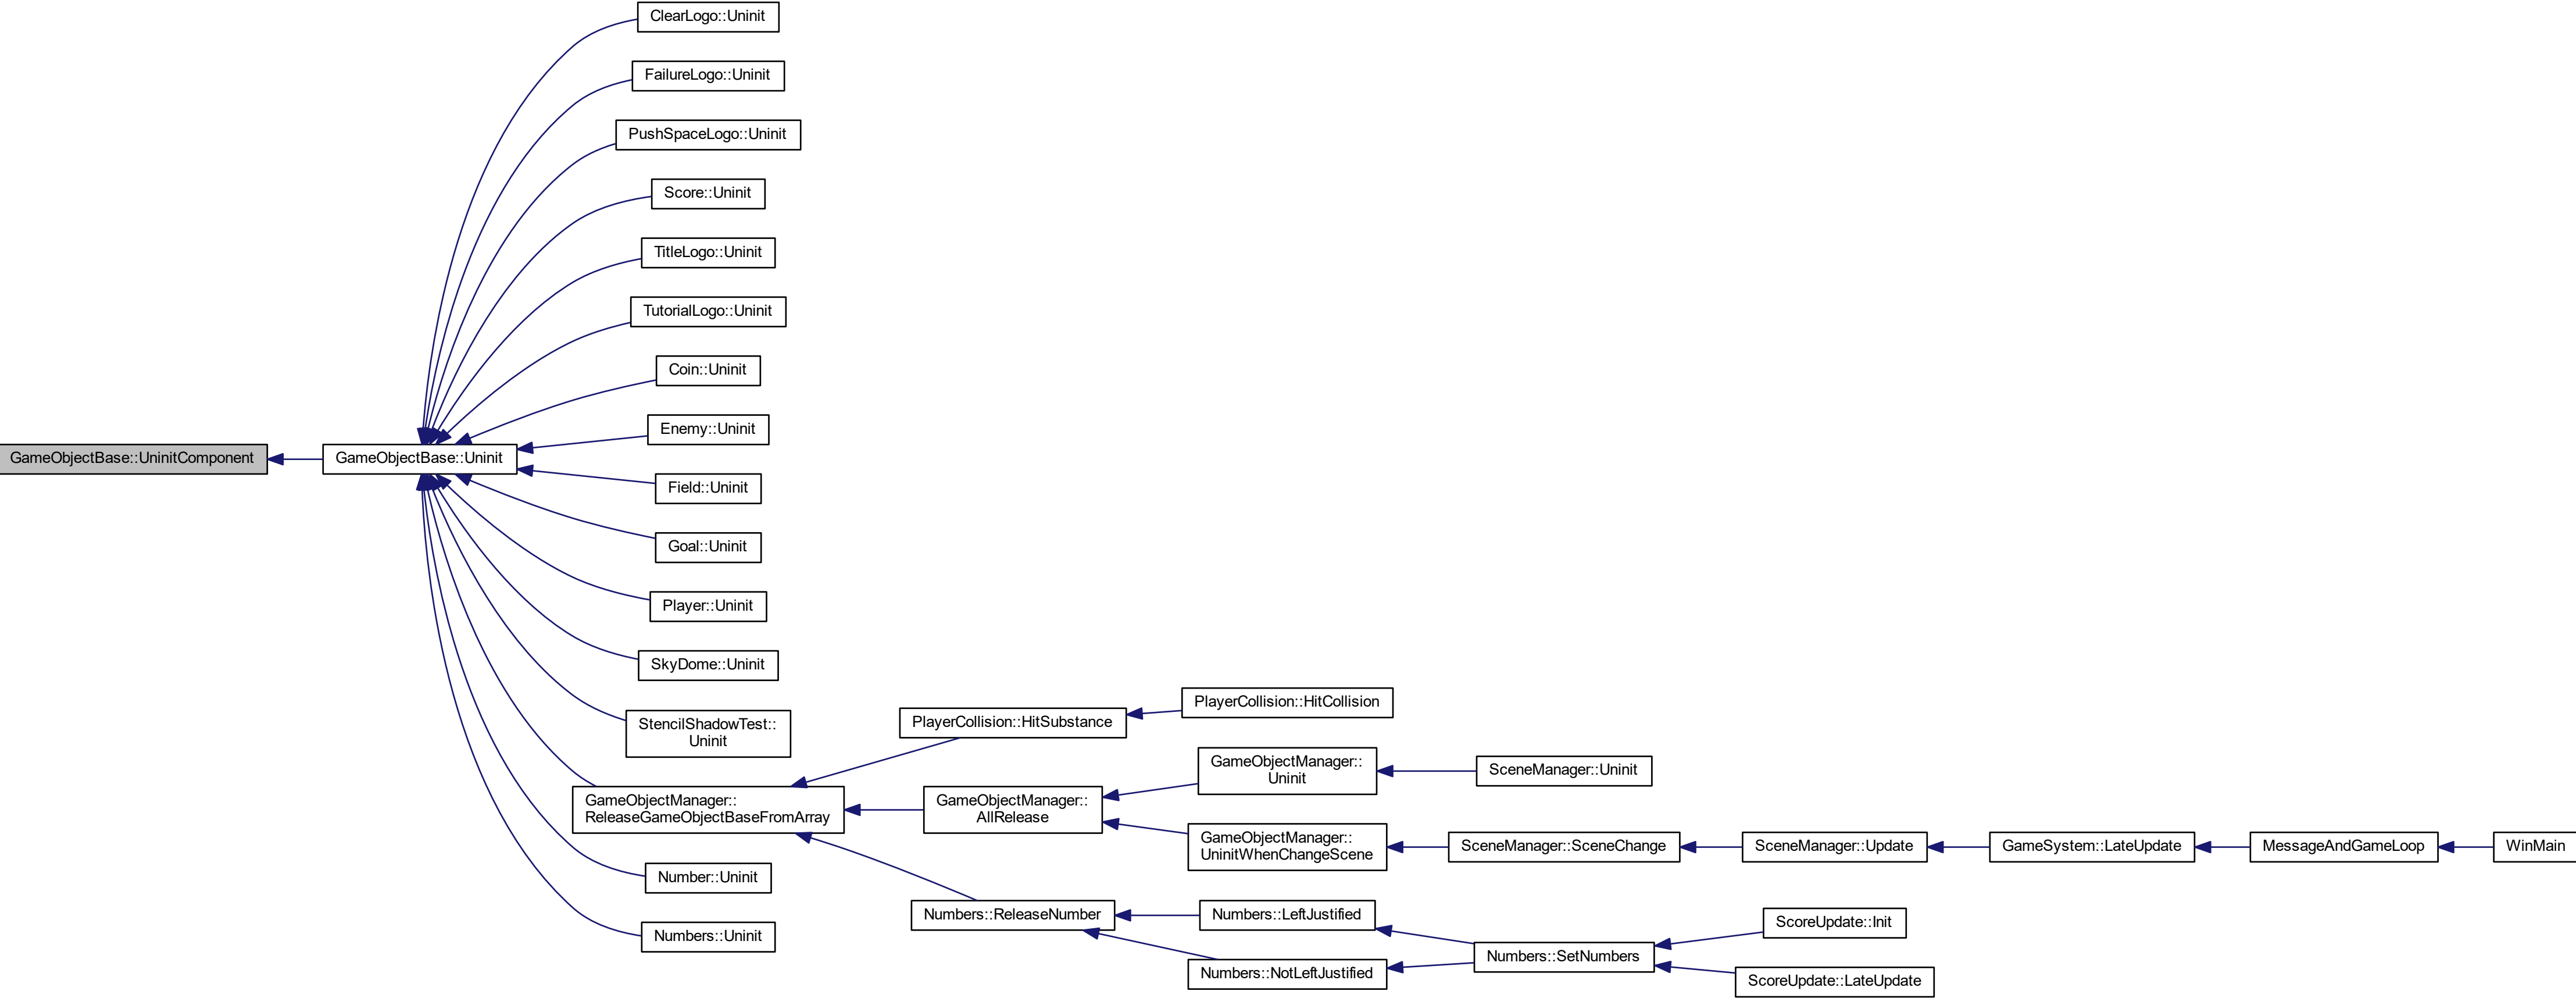 ClearLogo::Uninit
FailureLogo::Uninit
PushSpaceLogo::Uninit
Score::Uninit
TitleLogo::Uninit
TutorialLogo::Uninit
Coin::Uninit
Enemy::Uninit
GameObjectBase::UninitComponent
GameObjectBase::Uninit
Field::Uninit
Goal::Uninit
Player::Uninit
SkyDome::Uninit
StencilShadowTest::
Uninit
GameObjectManager::
ReleaseGameObjectBaseFromArray
Number::Uninit
Numbers::Uninit
PlayerCollision::HitSubstance
PlayerCollision::HitCollision
GameObjectManager::
AllRelease
GameObjectManager::
Uninit
SceneManager::Uninit
GameObjectManager::
UninitWhenChangeScene
SceneManager::SceneChange
SceneManager::Update
GameSystem::LateUpdate
MessageAndGameLoop
WinMain
Numbers::ReleaseNumber
Numbers::LeftJustified
Numbers::NotLeftJustified
Numbers::SetNumbers
ScoreUpdate::Init
ScoreUpdate::LateUpdate